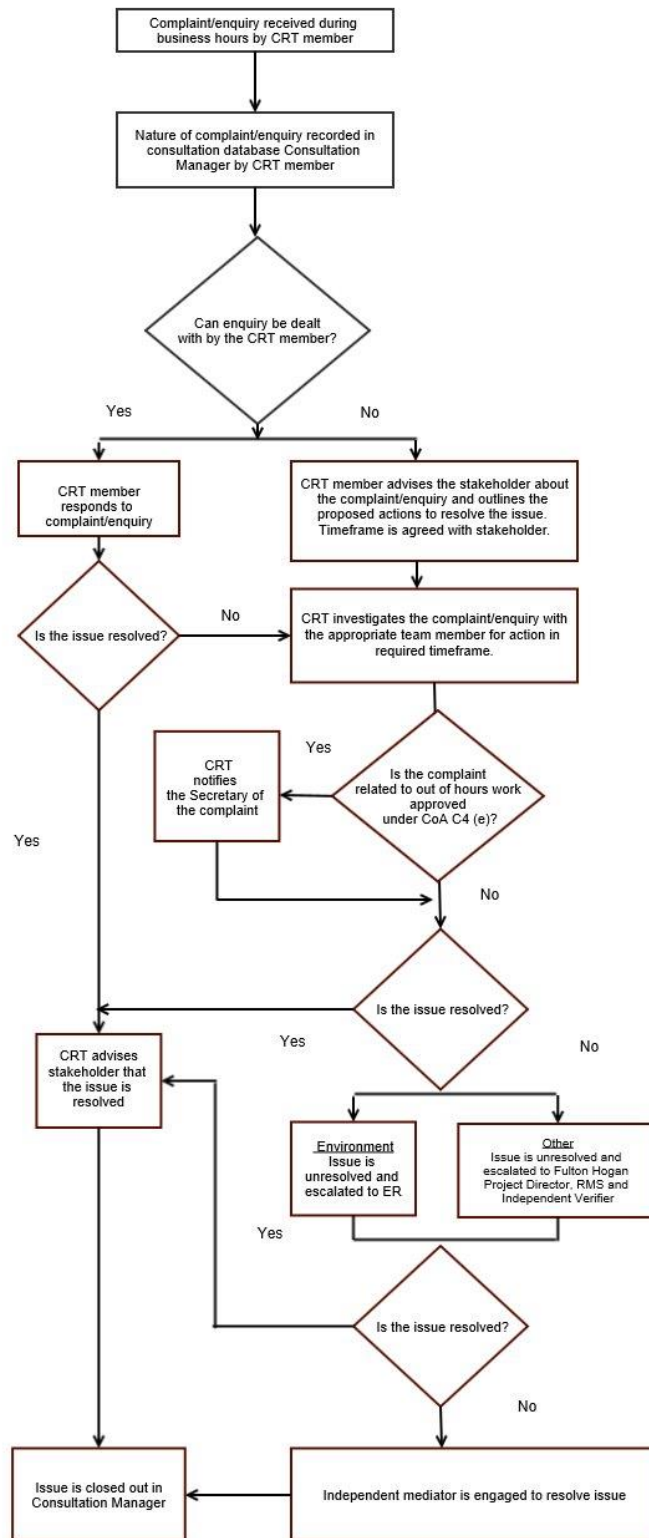 Complaint/enquiry received during
business hours by CRT member
Nature of complaint/enquiry recorded in
consultation database Consultation
Manager by CRT member
Can enquiry be dealt
with by the CRT member?
Yes
No
CRT member
responds to
complaint/enquiry
CRT member advises the stakeholder about
the complaint/enquiry and outlines the
proposed actions to resolve the issue.
Timeframe is agreed with stakeholder.
Is the issue resolved?
No
CRT investigates the complaint/enquiry with
the appropriate team member for action in
required timeframe.
Yes
CRT
notifies
the Secretary of
the complaint
Yes
Is the complaint
related to out of hours work
approved
under CoA C4 (e)?
No
Is the issue resolved?
Yes
No
CRT advises
stakeholder that
the issue is
resolved
Environment
Issue is
unresolved and
escalated to ER
Other
Issue is unresolved and
escalated to Fulton Hogan
Project Director, RMS and
Independent Verifier
Yes
Is the issue resolved?
No
Issue is closed out in
Consultation Manager
Independent mediator is engaged to resolve issue